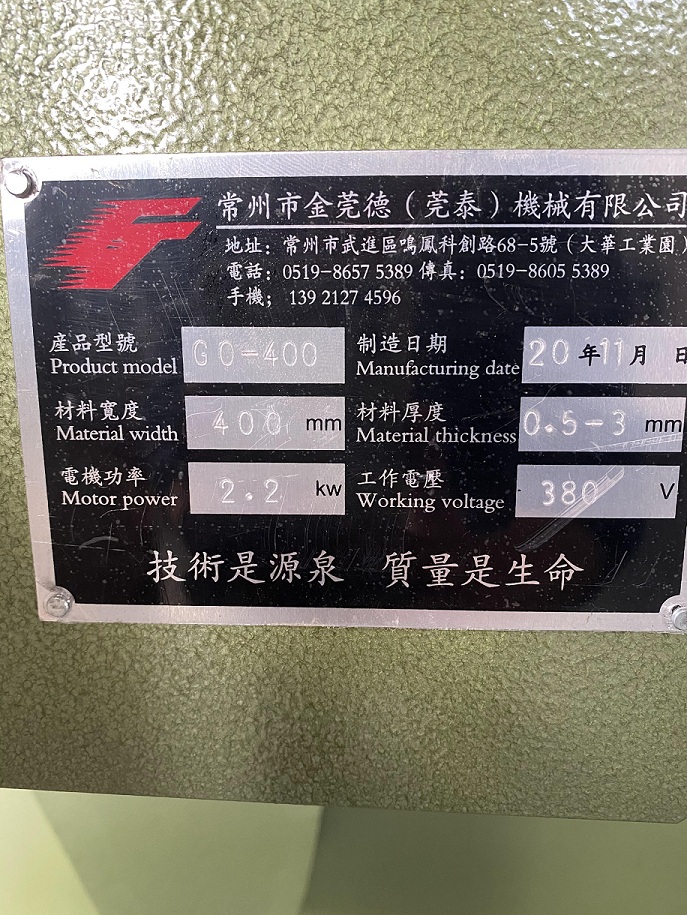 常州市金莞德（莞泰）機械有限公司
地址：常州市武進區鳴鳳科創路68-5號（大華工業園）
電話：0519-8657 5389 傳真：0519-8605 5389
手機；139 2127 4596
産品型號 GO-400 制造日期 20年11月 日
Product model Manufacturing date
材料寬度 400 mm 材料厚度 0.5-3 mm
Material width Material thickness
電機功率 2.2 kw 工作電壓 380 V
Motor power Working voltage
技術是源泉 質量是生命